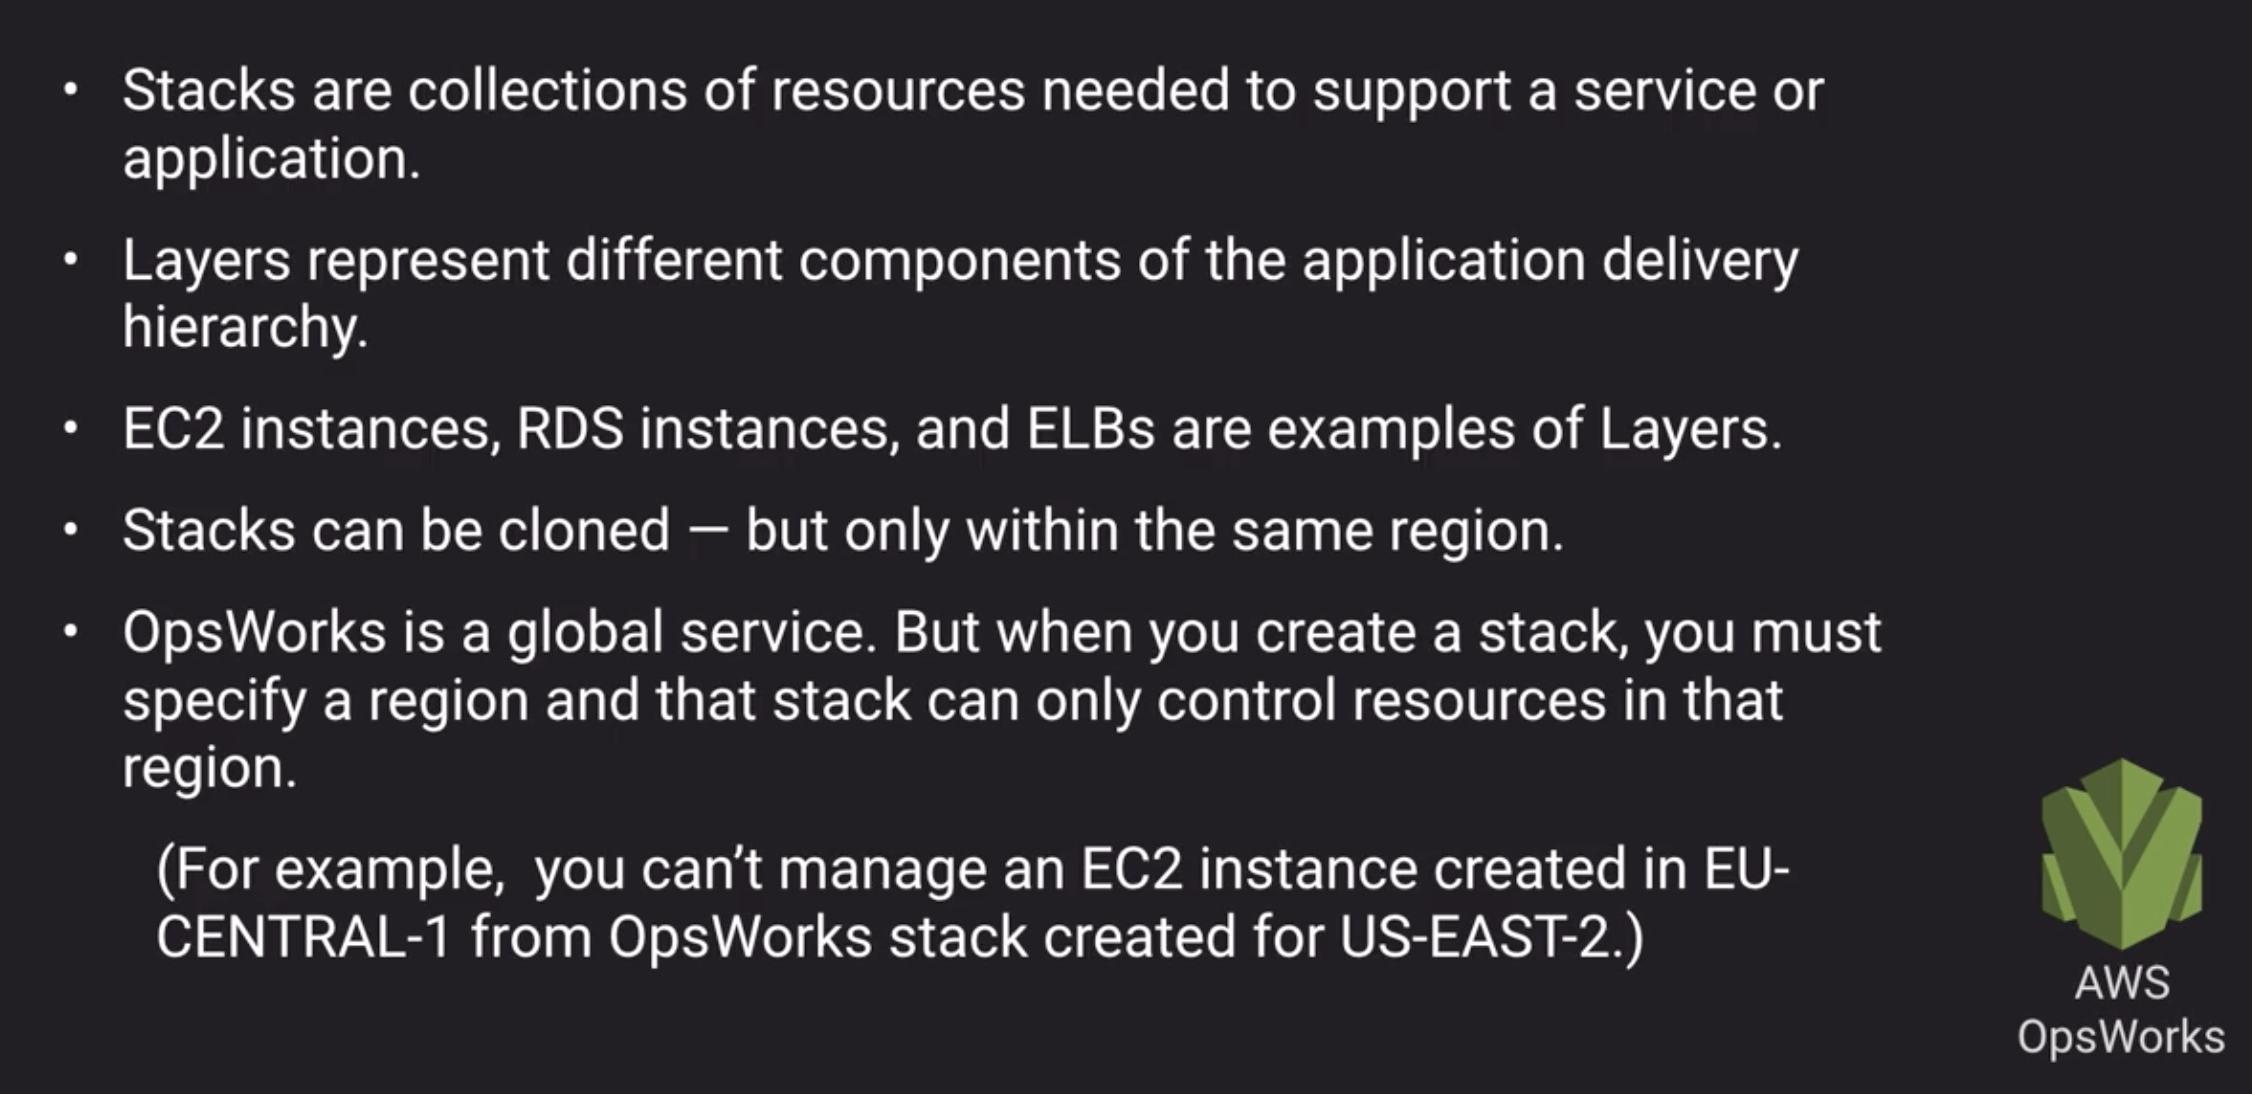 • Stacks are collections of resources needed to support a service or
application.
• Layers represent different components of the application delivery
hierarchy.
• EC2 instances, RDS instances, and ELBs are examples of Layers.
• Stacks can be cloned — but only within the same region.
• OpsWorks is a global service. But when you create a stack, you must
specify a region and that stack can only control resources in that
region.
(For example,  you can’t manage an EC2 instance created in EU-
CENTRAL-1 from OpsWorks stack created for US-EAST-2.)
AWS
OpsWorks